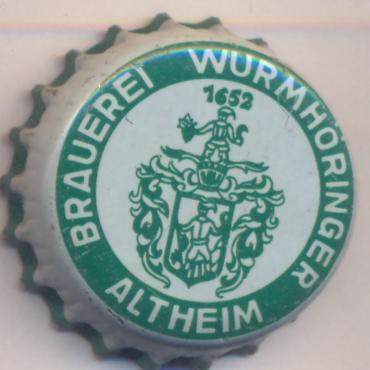 BRAUEREI WURMHÖRINGER
1652
ALTHEIM